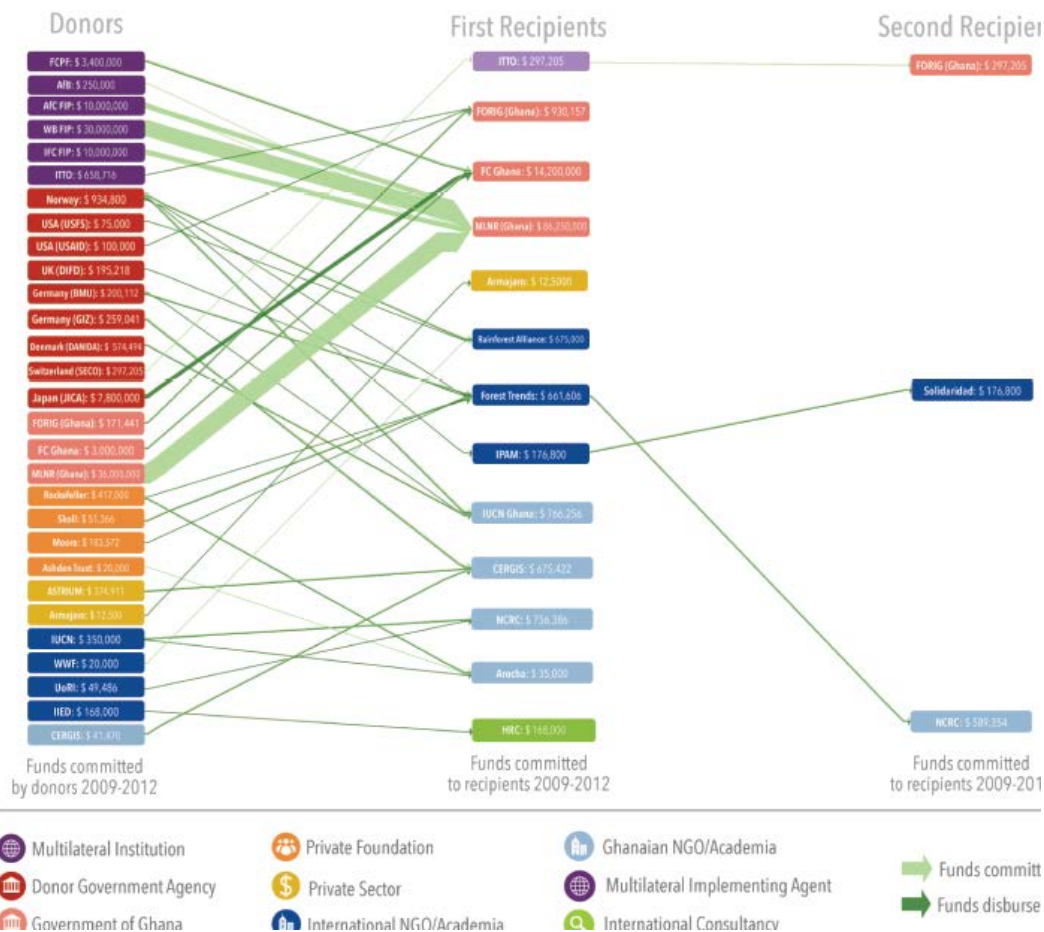 Donors
First Recipients
Second Recipien
FCPF: $ 3,400,000
AfB: $ 250,000
AfC FIP: $ 10,000,000
WB FIP: $ 30,000,000
IFC FIP: $ 10,000,000
ITTO: $ 658,716
Norway: $ 934,800
USA (USFS): $ 75,000
USA (USAID): $ 100,000
UK (DIFD): $ 195,218
Germany (BMU): $ 200,112
Germany (GIZ): $ 259,041
Denmark (DANIDA): $ 574,494
Switzerland (SECO): $ 297,205
Japan (JICA): $ 7,800,000
FORIG (Ghana): $ 171,441
FC Ghana: $ 3,000,000
MLNR (Ghana): $ 36,000,000
Rockefeller: $ 417,000
Skoll: $ 51,366
Moore: $ 183,572
Ashden Trust: $ 20,000
ASTRIUM: $ 334,911
Armajaro: $ 12,500
IUCN: $ 350,000
WWF: $ 20,000
UoRI: $ 49,486
IIED: $ 168,000
CERGIS: $ 41,470
Funds committed
by donors 2009-2012
ITTO: $ 297,205
FORIG (Ghana): $ 930,157
FC Ghana: $ 14,200,000
MLNR (Ghana): $ 86,250,000
Armajaro: $ 12,5000
Rainforest Alliance: $ 675,000
Forest Trends: $ 661,606
IPAM: $ 176,800
IUCN Ghana: $ 766,256
CERGIS: $ 675,422
NCRC: $ 736,386
Arocha: $ 35,000
HRC: $ 168,000
Funds committed
to recipients 2009-2012
FORIG (Ghana): $ 297,205
Solidaridad: $ 176,800
NCRC: $ 589,254
Funds committed
to recipients 2009-201
Multilateral Institution
Donor Government Agency
Government of Ghana
Private Foundation
Private Sector
International NGO/Academia
Ghanaian NGO/Academia
Multilateral Implementing Agent
International Consultancy
Funds committ
Funds disburse